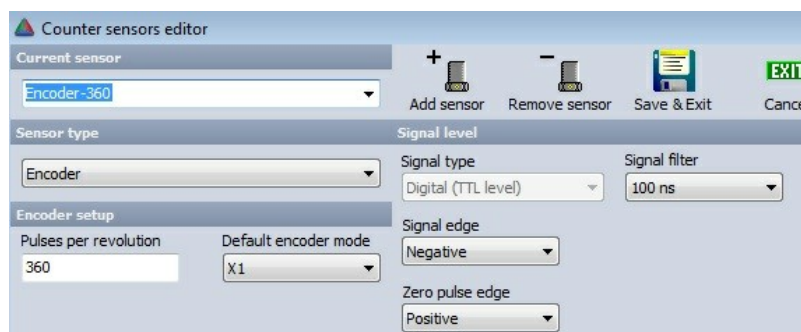 Counter sensors editor
Current sensor
Encoder-360
Add sensor
Remove sensor
Save & Exit
EXIT
Cance
Sensor type
Encoder
Signal level
Signal type
Digital (TTL level)
Signal filter
100 ns
Encoder setup
Pulses per revolution
360
Default encoder mode
X1
Signal edge
Negative
Zero pulse edge
Positive